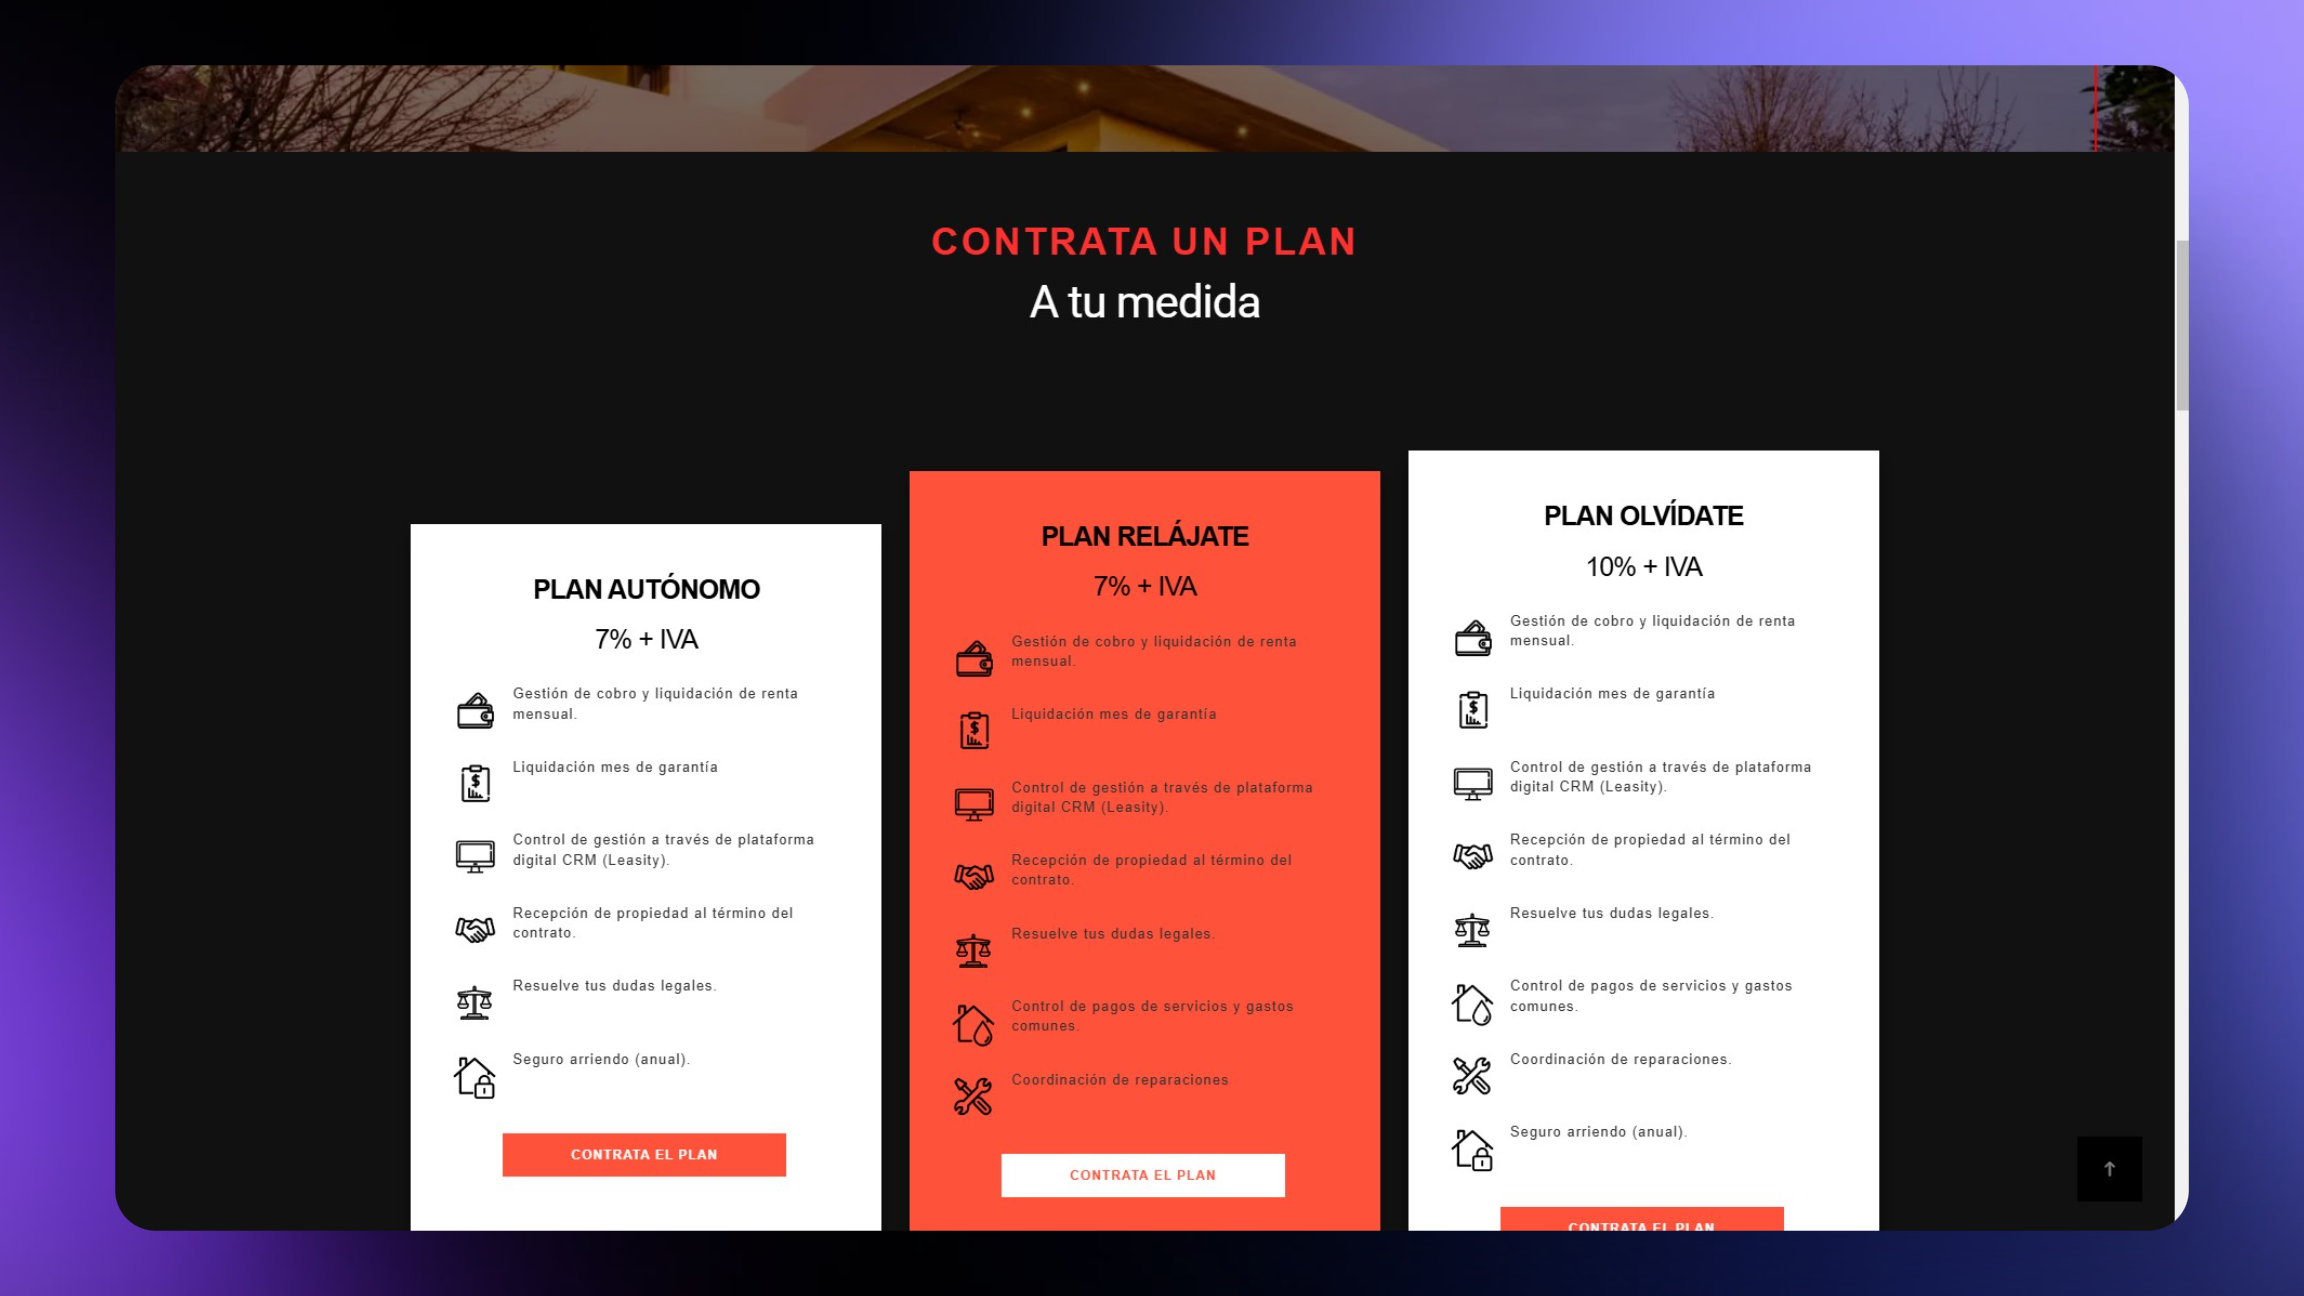 CONTRATA UN PLAN
A tu medida
PLAN AUTÓNOMO
7% + IVA
Gestión de cobro y liquidación de renta
mensual.
Liquidación mes de garantía
Control de gestión a través de plataforma
digital CRM (Leasity).
Recepción de propiedad al término del
contrato.
Resuelve tus dudas legales.
Seguro arriendo (anual).
CONTRATA EL PLAN
PLAN RELÁJATE
7% + IVA
Gestión de cobro y liquidación de renta
mensual.
Liquidación mes de garantía
Control de gestión a través de plataforma
digital CRM (Leasity).
Recepción de propiedad al término del
contrato.
Resuelve tus dudas legales.
Control de pagos de servicios y gastos
comunes.
Coordinación de reparaciones
CONTRATA EL PLAN
PLAN OLVÍDATE
10% + IVA
Gestión de cobro y liquidación de renta
mensual.
Liquidación mes de garantía
Control de gestión a través de plataforma
digital CRM (Leasity).
Recepción de propiedad al término del
contrato.
Resuelve tus dudas legales.
Control de pagos de servicios y gastos
comunes.
Coordinación de reparaciones.
Seguro arriendo (anual).
CONTRATA EL PLAN